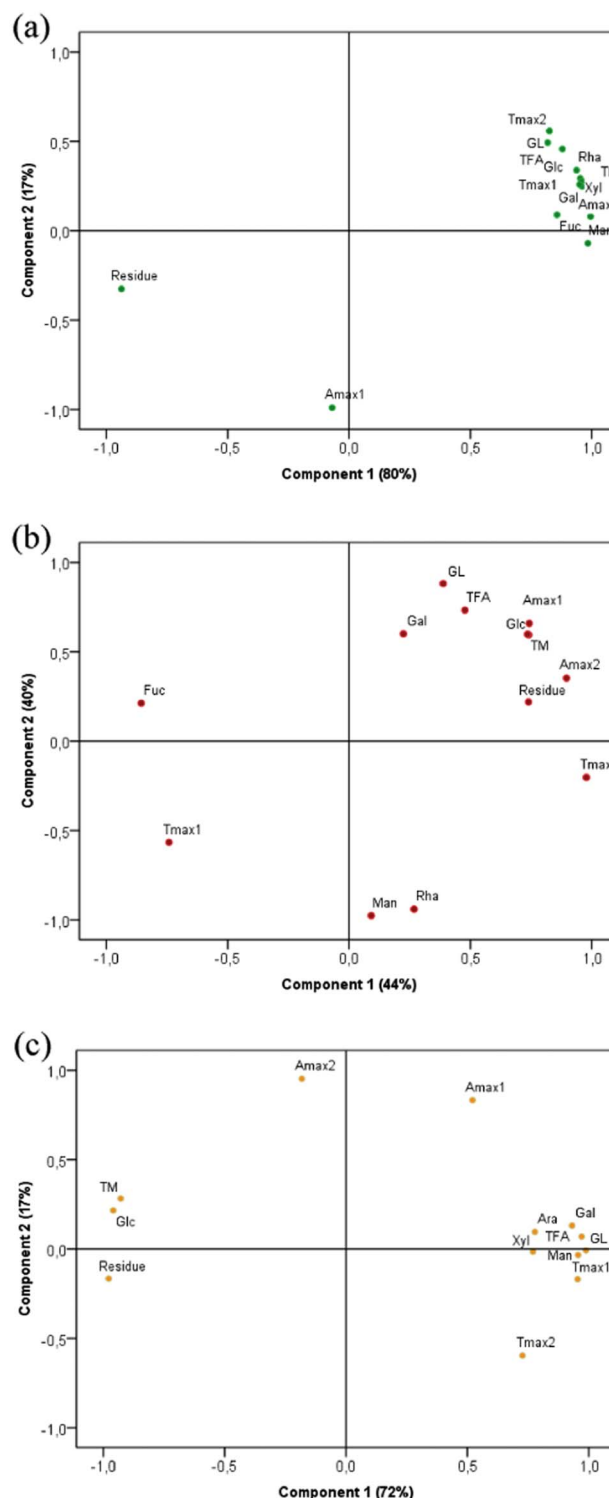 (a)
1,0
Tmax2
0,5
GL
Rha
TFA
Glc
Tmax1
Xyl
Gal
Amax
Fuc
Man
0,0
Residue
-0,5
Amax1
-1,0
Component 2 (17%)
-1,0 -0,5 0,0 0,5 1,0
Component 1 (80%)
(b)
1,0
GL
TFA
Amax1
Gal
Glc
TM
0,5
Amax2
Residue
Fuc
0,0
Tmax
Tmax1
-0,5
Man
Rha
-1,0
Component 2 (40%)
-1,0 -0,5 0,0 0,5 1,0
Component 1 (44%)
(c)
Amax2
1,0
Amax1
0,5
TM
Glc
Ara
Gal
Xyl
TFA
GL
0,0
Residue
Man
Tmax1
-0,5
Tmax2
-1,0
Component 2 (17%)
-1,0 -0,5 0,0 0,5 1,0
Component 1 (72%)